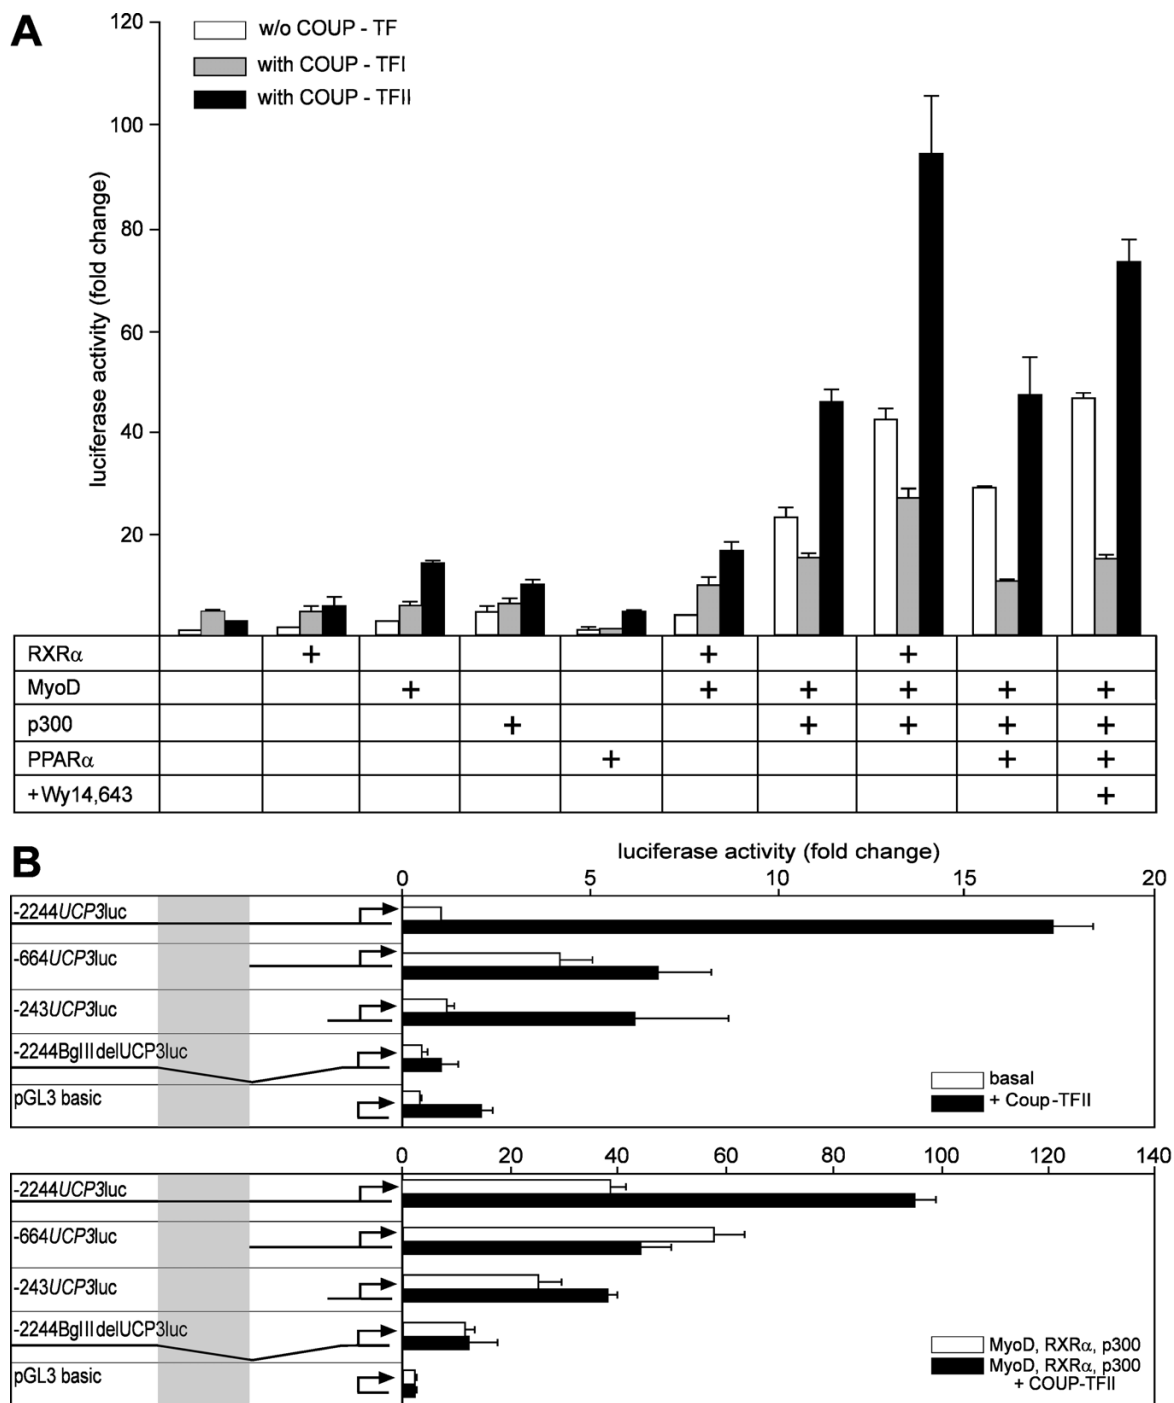 A
120
w/o COUP - TF
with COUP - TFI
with COUP - TFII
100
80
60
40
20
luciferase activity (fold change)
RXRα +  + +
MyoD + + + + + +
p300 + + + + +
PPARα + + +
+Wy14,643 +
B
luciferase activity (fold change)
0 5 10 15 20
-2244UCP3luc
-664UCP3luc
-243UCP3luc
-2244BglIIdelUCP3luc
pGL3 basic
basal
+ Coup-TFII
0 20 40 60 80 100 120 140
-2244UCP3luc
-664UCP3luc
-243UCP3luc
-2244BglIIdelUCP3luc
pGL3 basic
MyoD, RXRα, p300
MyoD, RXRα, p300
+ COUP-TFII